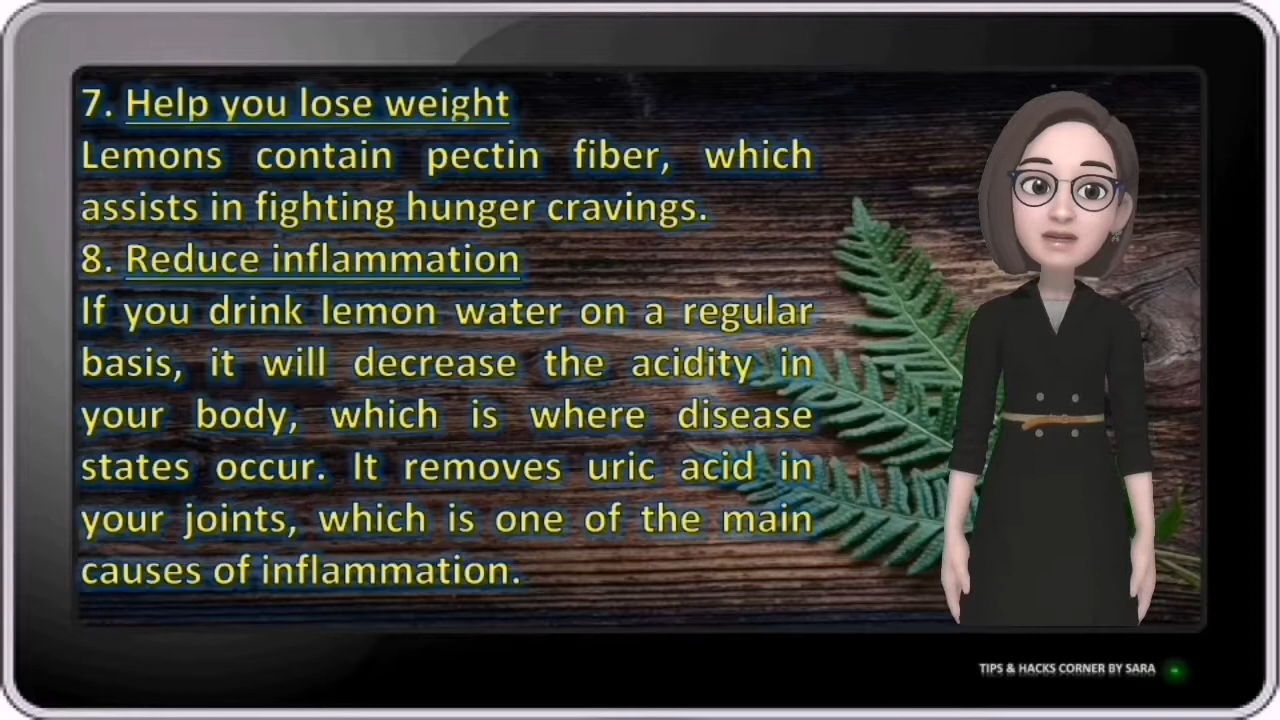 7. Help you lose weight
Lemons contain pectin fiber, which
assists in fighting hunger cravings.
8. Reduce inflammation
If you drink lemon water on a regular
basis, it will decrease the acidity in
your body, which is where disease
states occur. It removes uric acid in
your joints, which is one of the main
causes of inflammation.
TIPS & HACKS CORNER BY SARA